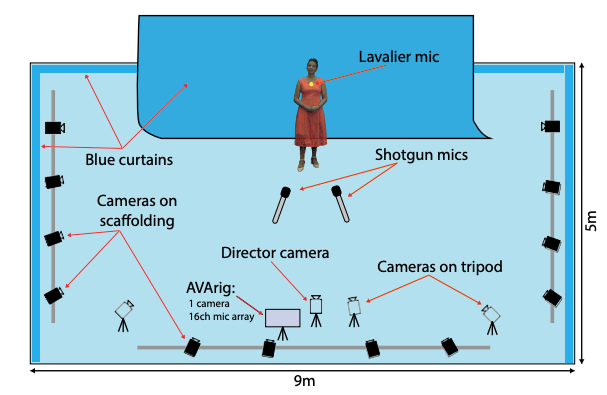 Lavalier mic
Blue curtains
Shotgun mics
Cameras on
scaffolding
Director camera
Cameras on tripod
AVArig:
1 camera
16ch mic array
5m
9m